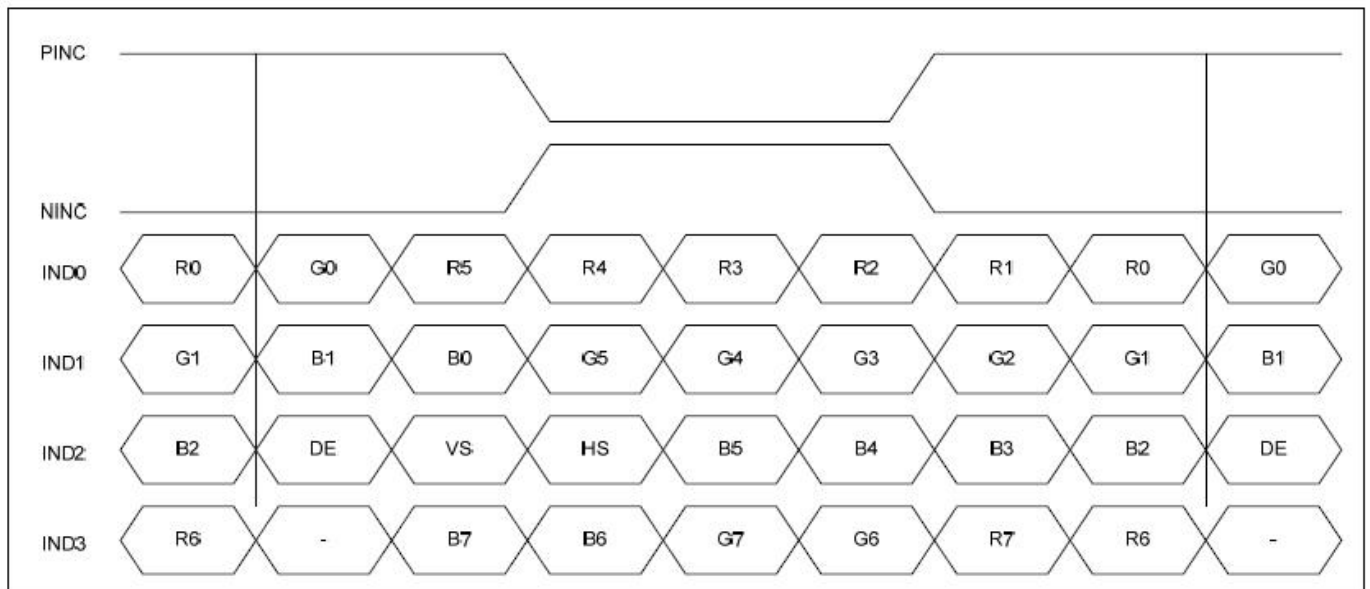 PINC
NINC
IND0 R0 G0 R5 R4 R3 R2 R1 R0 G0
IND1 G1 B1 B0 G5 G4 G3 G2 G1 B1
IND2 B2 DE VS HS B5 B4 B3 B2 DE
IND3 R6 - B7 B6 G7 G6 R7 R6 -